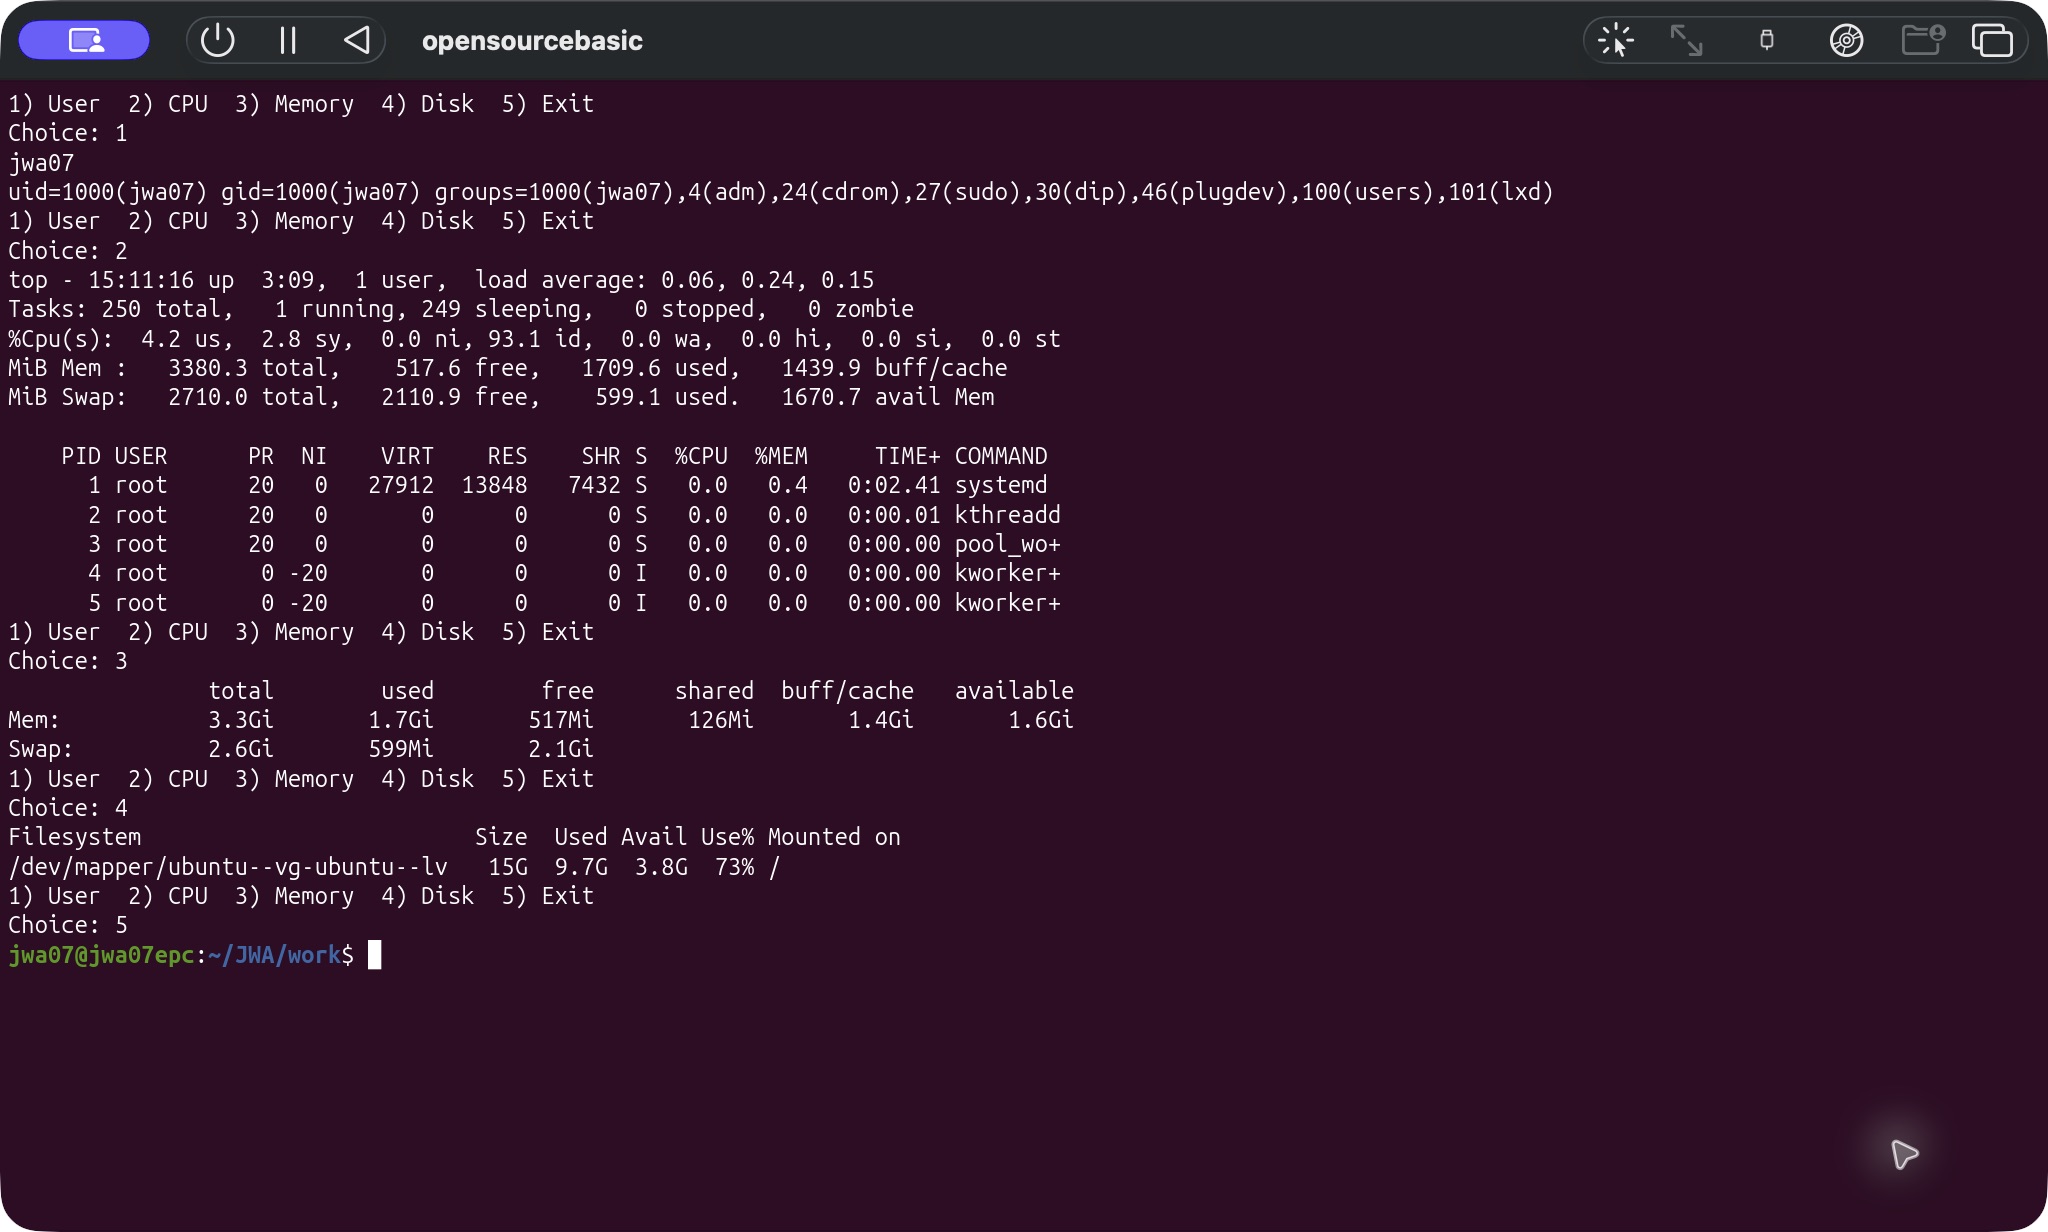 opensourcebasic
1) User  2) CPU  3) Memory  4) Disk  5) Exit
Choice: 1
jwa07
uid=1000(jwa07) gid=1000(jwa07) groups=1000(jwa07),4(adm),24(cdrom),27(sudo),30(dip),46(plugdev),100(users),101(lxd)
1) User  2) CPU  3) Memory  4) Disk  5) Exit
Choice: 2
top - 15:11:16 up  3:09,  1 user,  load average: 0.06, 0.24, 0.15
Tasks: 250 total,   1 running, 249 sleeping,   0 stopped,   0 zombie
%Cpu(s):  4.2 us,  2.8 sy,  0.0 ni, 93.1 id,  0.0 wa,  0.0 hi,  0.0 si,  0.0 st
MiB Mem :   3380.3 total,    517.6 free,   1709.6 used,   1439.9 buff/cache
MiB Swap:   2710.0 total,   2110.9 free,    599.1 used.   1670.7 avail Mem
    PID USER      PR  NI    VIRT    RES    SHR S  %CPU  %MEM     TIME+ COMMAND
      1 root      20   0   27912  13848   7432 S   0.0   0.4   0:02.41 systemd
      2 root      20   0       0      0      0 S   0.0   0.0   0:00.01 kthreadd
      3 root      20   0       0      0      0 S   0.0   0.0   0:00.00 pool_wo+
      4 root       0 -20       0      0      0 I   0.0   0.0   0:00.00 kworker+
      5 root       0 -20       0      0      0 I   0.0   0.0   0:00.00 kworker+
1) User  2) CPU  3) Memory  4) Disk  5) Exit
Choice: 3
               total        used        free      shared  buff/cache   available
Mem:           3.3Gi       1.7Gi       517Mi       126Mi       1.4Gi       1.6Gi
Swap:          2.6Gi       599Mi       2.1Gi
1) User  2) CPU  3) Memory  4) Disk  5) Exit
Choice: 4
Filesystem                         Size  Used Avail Use% Mounted on
/dev/mapper/ubuntu--vg-ubuntu--lv   15G  9.7G  3.8G  73% /
1) User  2) CPU  3) Memory  4) Disk  5) Exit
Choice: 5
jwa07@jwa07epc:~/JWA/work$